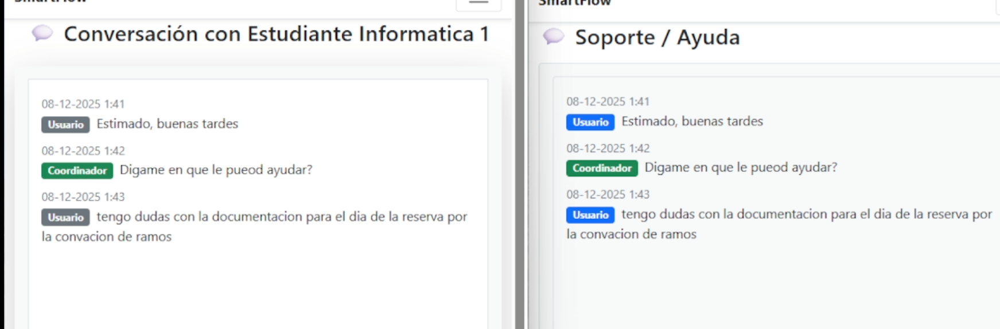 SmartFlow
Conversación con Estudiante Informatica 1
08-12-2025 1:41
Usuario Estimado, buenas tardes
08-12-2025 1:42
Coordinador Digame en que le pueod ayudar?
08-12-2025 1:43
Usuario tengo dudas con la documentacion para el dia de la reserva por
la convacion de ramos
SmartFlow
Soporte / Ayuda
08-12-2025 1:41
Usuario Estimado, buenas tardes
08-12-2025 1:42
Coordinador Digame en que le pueod ayudar?
08-12-2025 1:43
Usuario tengo dudas con la documentacion para el dia de la reserva por
la convacion de ramos